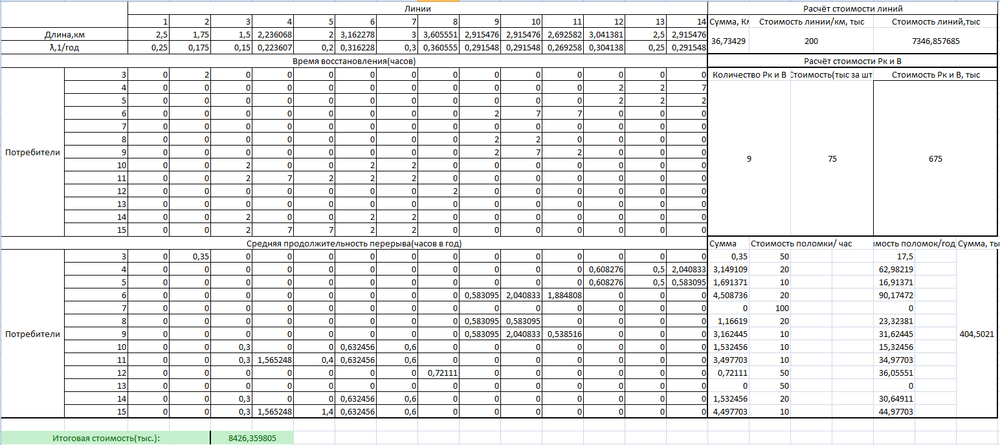 Линии Расчёт стоимости линий
1 2 3 4 5 6 7 8 9 10 11 12 13 14 Сумма, Км Стоимость линии/км, тыс Стоимость линий,тыс
Длина,км 2,5 1,75 1,5 2,236068 2 3,162278 3 3,605551 2,915476 2,915476 2,692582 3,041381 2,5 2,915476
36,73429 200 7346,857685
ƛ,1/год 0,25 0,175 0,15 0,223607 0,2 0,316228 0,3 0,360555 0,291548 0,291548 0,269258 0,304138 0,25 0,291548
Время восстановления(часов) Расчёт стоимости Рк и В
3 0 2 0 0 0 0 0 0 0 0 0 0 0 0 Количество Рк и В Стоимость(тыс за шт Стоимость Рк и В, тыс
4 0 0 0 0 0 0 0 0 0 0 0 2 2 7
5 0 0 0 0 0 0 0 0 0 0 0 2 2 2
6 0 0 0 0 0 0 0 0 2 7 7 0 0 0
7 0 0 0 0 0 0 0 0 0 0 0 0 0 0
8 0 0 0 0 0 0 0 0 2 2 0 0 0 0
Потребители 9 0 0 0 0 0 0 0 0 2 7 2 0 0 0
9 75 675
10 0 0 2 0 0 2 2 0 0 0 0 0 0 0
11 0 0 2 7 2 2 2 0 0 0 0 0 0 0
12 0 0 0 0 0 0 0 2 0 0 0 0 0 0
13 0 0 0 0 0 0 0 0 0 0 0 0 0 0
14 0 0 2 0 0 2 2 0 0 0 0 0 0 0
15 0 0 2 7 7 2 2 0 0 0 0 0 0 0
Средняя продолжительность перерыва(часов в год) Сумма Стоимость поломки/ час имость поломок/год Сумма, ты
3 0 0,35 0 0 0 0 0 0 0 0 0 0 0 0 0,35 50 17,5
4 0 0 0 0 0 0 0 0 0 0 0 0,608276 0,5 2,040833 3,149109 20 62,98219
5 0 0 0 0 0 0 0 0 0 0 0 0,608276 0,5 0,583095 1,691371 10 16,91371
6 0 0 0 0 0 0 0 0 0,583095 2,040833 1,884808 0 0 0 4,508736 20 90,17472
7 0 0 0 0 0 0 0 0 0 0 0 0 0 0 0 100 0
8 0 0 0 0 0 0 0 0 0,583095 0,583095 0 0 0 0 1,16619 20 23,32381
Потребители 9 0 0 0 0 0 0 0 0 0,583095 2,040833 0,538516 0 0 0 3,162445 10 31,62445 404,5021
10 0 0 0,3 0 0 0,632456 0,6 0 0 0 0 0 0 0 1,532456 10 15,32456
11 0 0 0,3 1,565248 0,4 0,632456 0,6 0 0 0 0 0 0 0 3,497703 10 34,97703
12 0 0 0 0 0 0 0 0,72111 0 0 0 0 0 0 0,72111 50 36,05551
13 0 0 0 0 0 0 0 0 0 0 0 0 0 0 0 50 0
14 0 0 0,3 0 0 0,632456 0,6 0 0 0 0 0 0 0 1,532456 20 30,64911
15 0 0 0,3 1,565248 1,4 0,632456 0,6 0 0 0 0 0 0 0 4,497703 10 44,97703
Итоговая стоимость(тыс.): 8426,359805